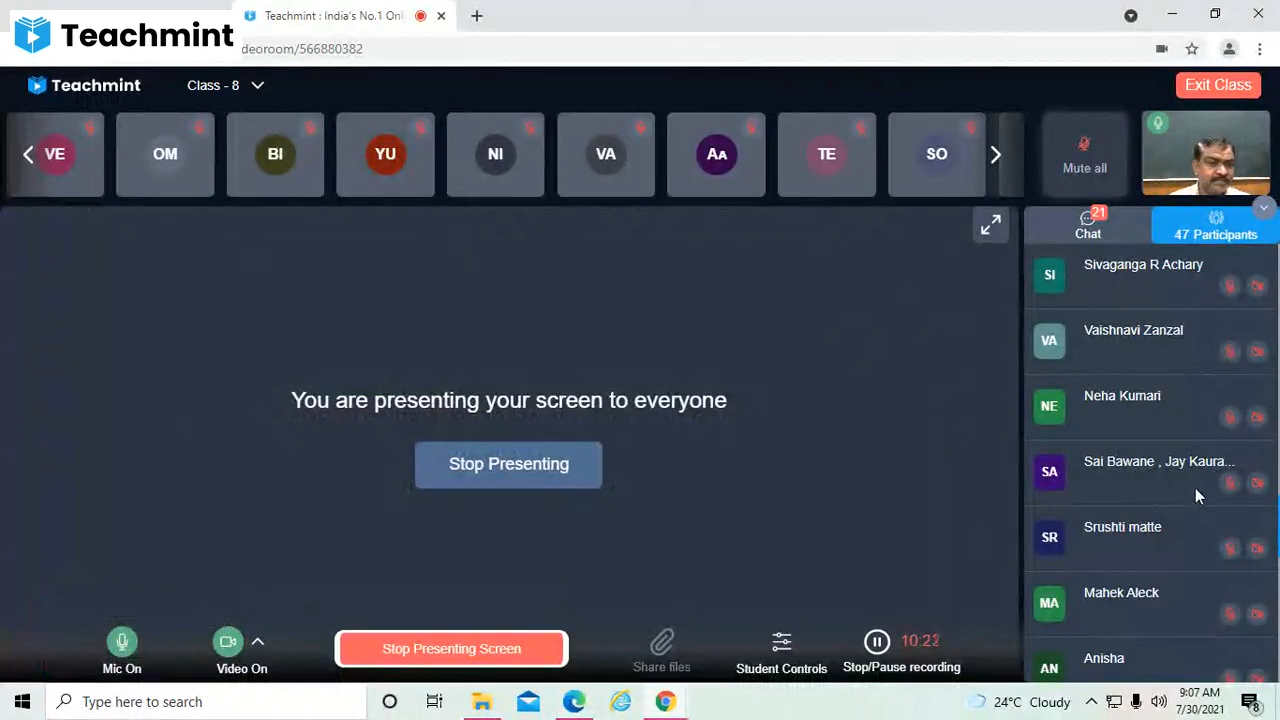 Teachmint : India's No.1 Onl
Teachmint
deoroom/566880382
Teachmint
Class - 8
Exit Class
VE
OM
BI
YU
NI
VA
AA
TE
SO
Mute all
21
Chat
47 Participants
SI
Sivaganga R Achary
VA
Vaishnavi Zanzal
NE
Neha Kumari
SA
Sai Bawane , Jay Kaura...
SR
Srushti matte
MA
Mahek Aleck
AN
Anisha
You are presenting your screen to everyone
Stop Presenting
Mic On
Video On
Stop Presenting Screen
Share files
Student Controls
10:22
Stop/Pause recording
Type here to search
24°C Cloudy
9:07 AM
7/30/2021
8